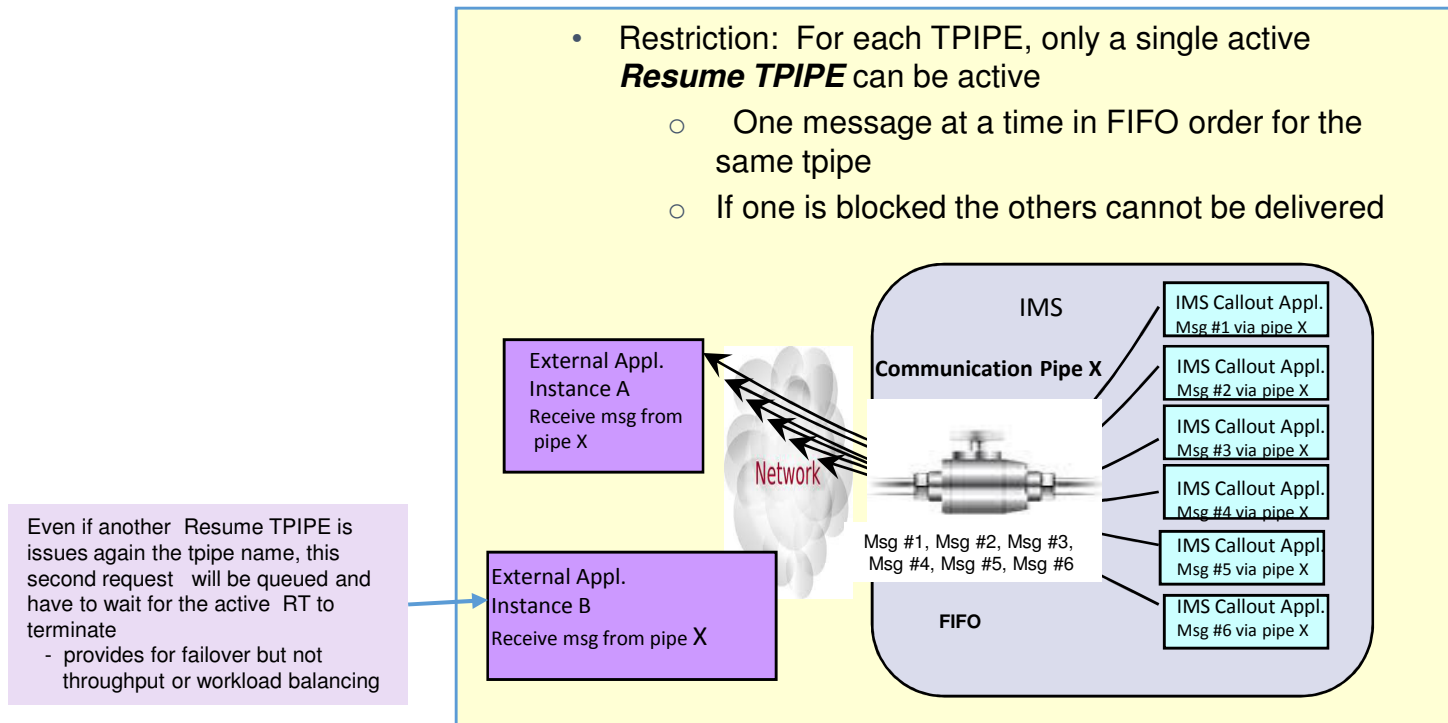 • Restriction: For each TPIPE, only a single active
Resume TPIPE can be active
o One message at a time in FIFO order for the
same tpipe
o If one is blocked the others cannot be delivered
IMS
Communication Pipe X
External Appl.
Instance A
Receive msg from
pipe X
Network
IMS Callout Appl.
Msg #1 via pipe X
IMS Callout Appl.
Msg #2 via pipe X
IMS Callout Appl.
Msg #3 via pipe X
IMS Callout Appl.
Msg #4 via pipe X
IMS Callout Appl.
Msg #5 via pipe X
IMS Callout Appl.
Msg #6 via pipe X
Msg #1, Msg #2, Msg #3,
Msg #4, Msg #5, Msg #6
FIFO
Even if another Resume TPIPE is
issues again the tpipe name, this
second request will be queued and
have to wait for the active RT to
terminate
- provides for failover but not
throughput or workload balancing
External Appl.
Instance B
Receive msg from pipe X